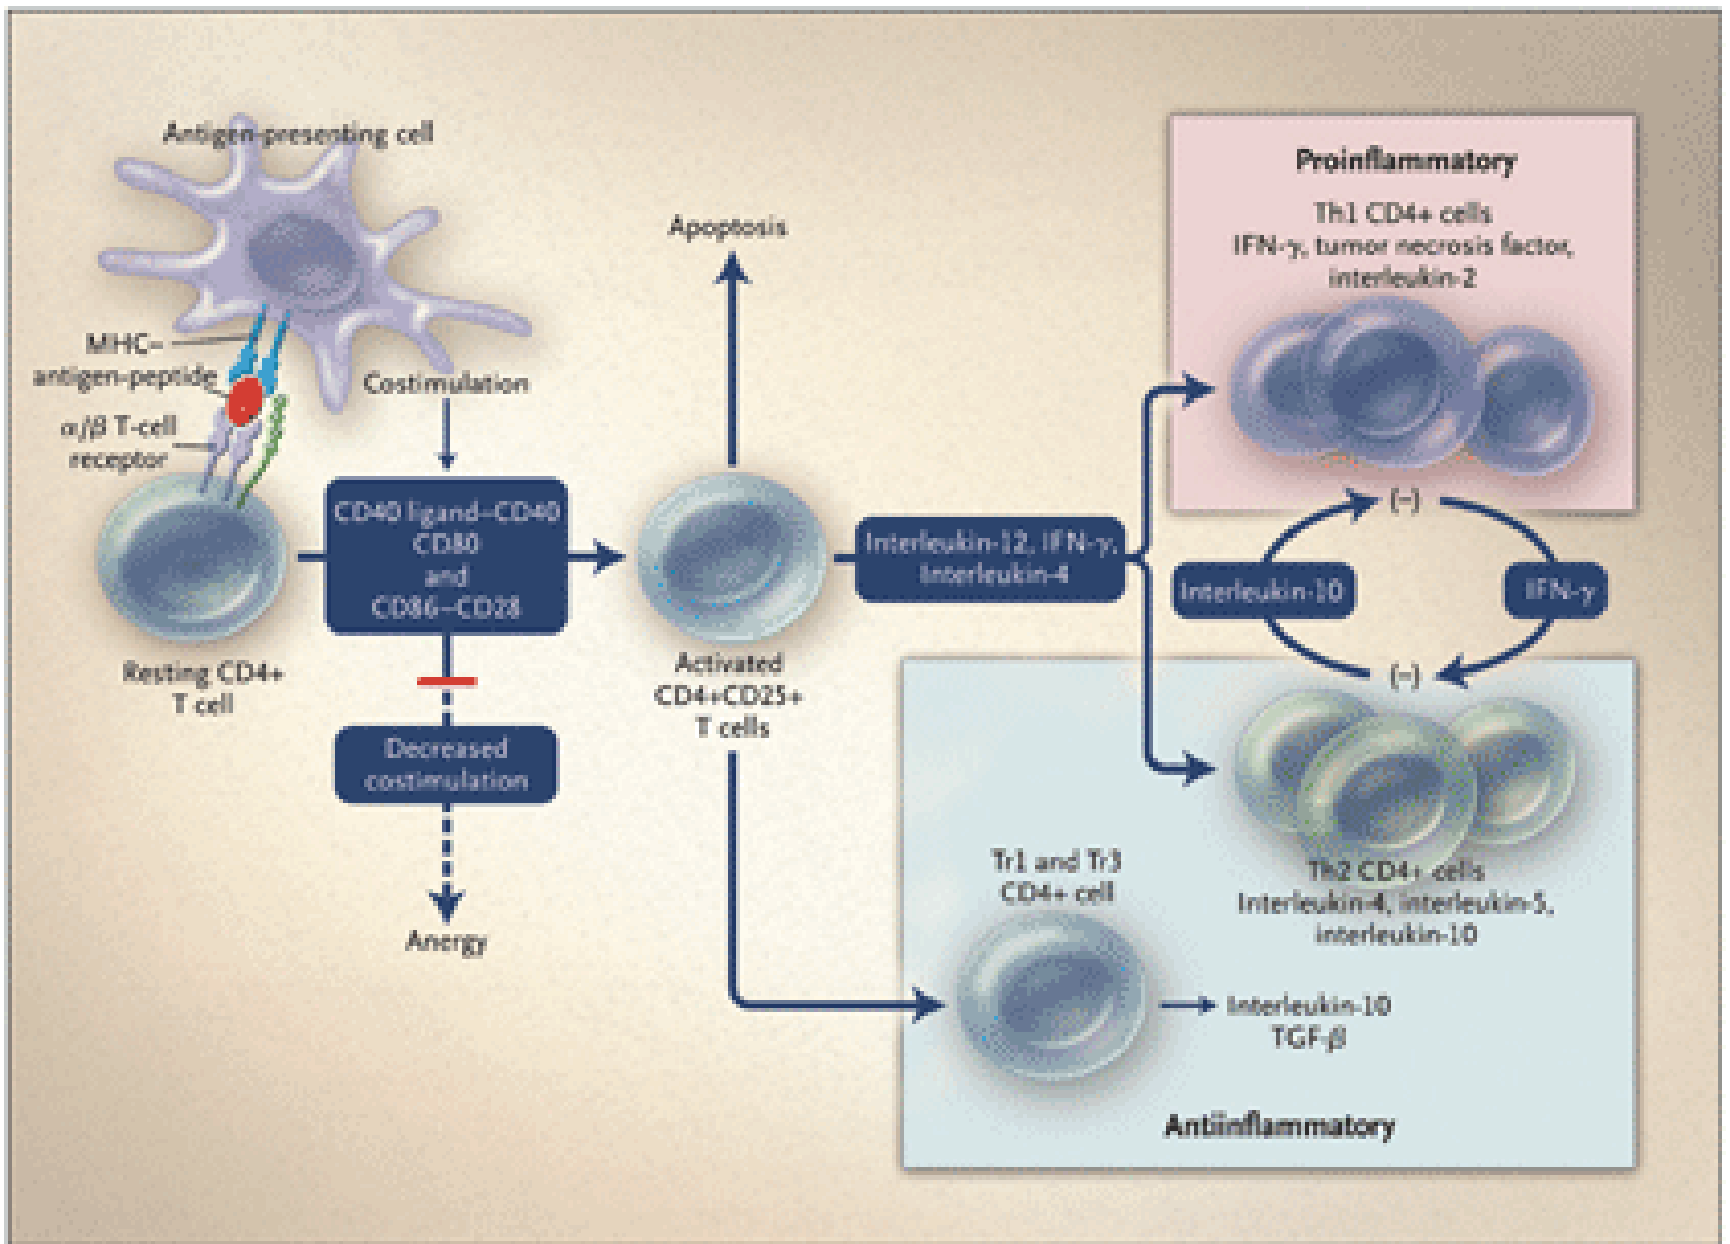 Antigen-presenting cell
MHC–
antigen-peptide
α/β T-cell
receptor
Costimulation
CD40 ligand–CD40
CD80
and
CD86–CD28
Resting CD4+
T cell
Decreased
costimulation
Anergy
Apoptosis
Activated
CD4+CD25+
T cells
Interleukin-12, IFN-γ,
Interleukin-4
Proinflammatory
Th1 CD4+ cells
IFN-γ, tumor necrosis factor,
interleukin-2
(–)
Interleukin-10
IFN-γ
(–)
Th2 CD4+ cells
Interleukin-4, interleukin-5,
interleukin-10
Tr1 and Tr3
CD4+ cell
Interleukin-10
TGF-β
Antiinflammatory